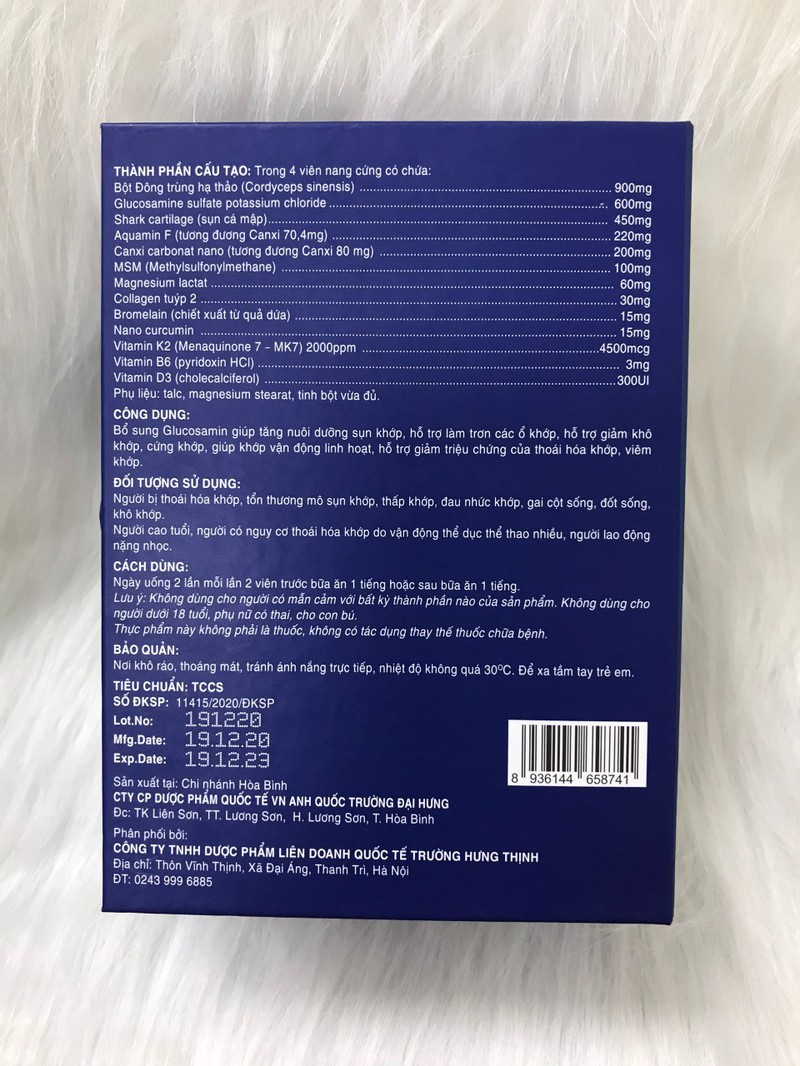 THÀNH PHẦN CẤU TẠO: Trong 4 viên nang cứng có chứa:
Bột Đông trùng hạ thảo (Cordyceps sinensis) 900mg
Glucosamine sulfate potassium chloride 600mg
Shark cartilage (sụn cá mập) 450mg
Aquamin F (tương đương Canxi 70,4mg) 220mg
Canxi carbonat nano (tương đương Canxi 80 mg) 200mg
MSM (Methylsulfonylmethane) 100mg
Magnesium lactat 60mg
Collagen tuýp 2 30mg
Bromelain (chiết xuất từ quả dứa) 15mg
Nano curcumin 15mg
Vitamin K2 (Menaquinone 7 - MK7) 2000ppm 4500mcg
Vitamin B6 (pyridoxin HCl) 3mg
Vitamin D3 (cholecalciferol) 300UI
Phụ liệu: talc, magnesium stearat, tinh bột vừa đủ.
CÔNG DỤNG:
Bổ sung Glucosamin giúp tăng nuôi dưỡng sụn khớp, hỗ trợ làm trơn các ổ khớp, hỗ trợ giảm khô
khớp, cứng khớp, giúp khớp vận động linh hoạt, hỗ trợ giảm triệu chứng của thoái hóa khớp, viêm
khớp.
ĐỐI TƯỢNG SỬ DỤNG:
Người bị thoái hóa khớp, tổn thương mô sụn khớp, thấp khớp, đau nhức khớp, gai cột sống, đốt sống,
khô khớp.
Người cao tuổi, người có nguy cơ thoái hóa khớp do vận động thể dục thể thao nhiều, người lao động
nặng nhọc.
CÁCH DÙNG:
Ngày uống 2 lần mỗi lần 2 viên trước bữa ăn 1 tiếng hoặc sau bữa ăn 1 tiếng.
Lưu ý: Không dùng cho người có mẫn cảm với bất kỳ thành phần nào của sản phẩm. Không dùng cho
người dưới 18 tuổi, phụ nữ có thai, cho con bú.
Thực phẩm này không phải là thuốc, không có tác dụng thay thế thuốc chữa bệnh.
BẢO QUẢN:
Nơi khô ráo, thoáng mát, tránh ánh nắng trực tiếp, nhiệt độ không quá 30ºC. Để xa tầm tay trẻ em.
TIÊU CHUẨN: TCCS
SỐ ĐKSP: 11415/2020/ĐKSP
Lot.No: 191220
Mfg.Date: 19.12.20
Exp.Date: 19.12.23
8 936144 658741
Sản xuất tại: Chi nhánh Hòa Bình
CTY CP DƯỢC PHẨM QUỐC TẾ VN ANH QUỐC TRƯỜNG ĐẠI HƯNG
Đc: TK Liên Sơn, TT. Lương Sơn, H. Lương Sơn, T. Hòa Bình
Phân phối bởi:
CÔNG TY TNHH DƯỢC PHẨM LIÊN DOANH QUỐC TẾ TRƯỜNG HƯNG THỊNH
Địa chỉ: Thôn Vĩnh Thịnh, Xã Đại Áng, Thanh Trì, Hà Nội
ĐT: 0243 999 6885